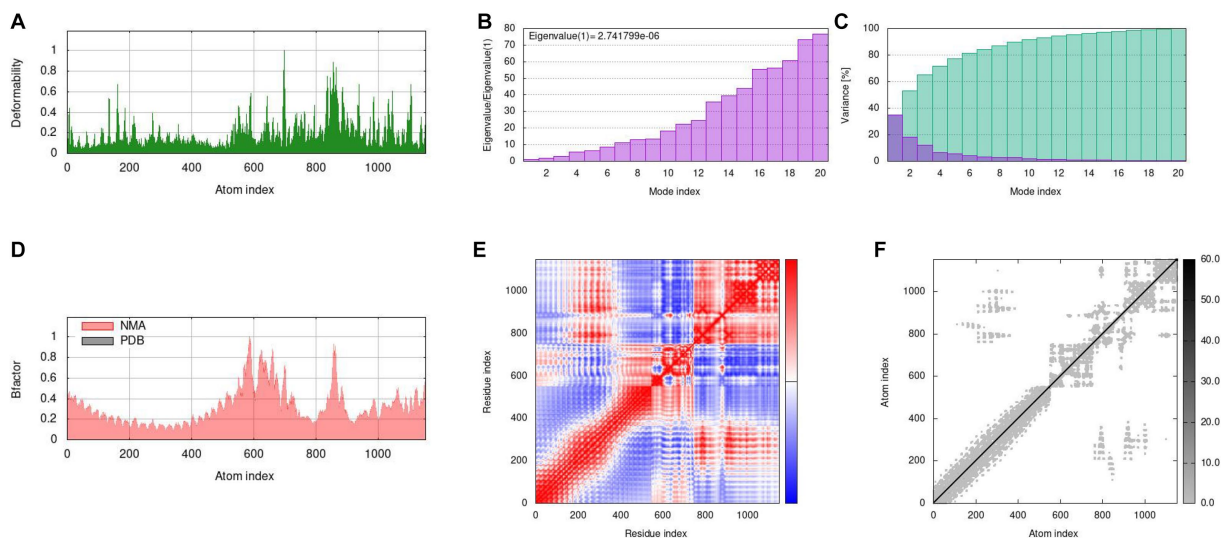 A
Deformability
1
0.8
0.6
0.4
0.2
0
0 200 400 600 800 1000
Atom index
B
Eigenvalue/Eigenvalue(1)
Eigenvalue(1)= 2.741799e-06
80
70
60
50
40
30
20
10
0
2 4 6 8 10 12 14 16 18 20
Mode index
C
Variance [%]
100
80
60
40
20
0
2 4 6 8 10 12 14 16 18 20
Mode index
D
Bfactor
NMA
PDB
1
0.8
0.6
0.4
0.2
0
0 200 400 600 800 1000
Atom index
E
Residue index
1000
800
600
400
200
0
0 200 400 600 800 1000
Residue index
F
Atom index
1000
800
600
400
200
0
0 200 400 600 800 1000
Atom index
60.0
50.0
40.0
30.0
20.0
10.0
0.0